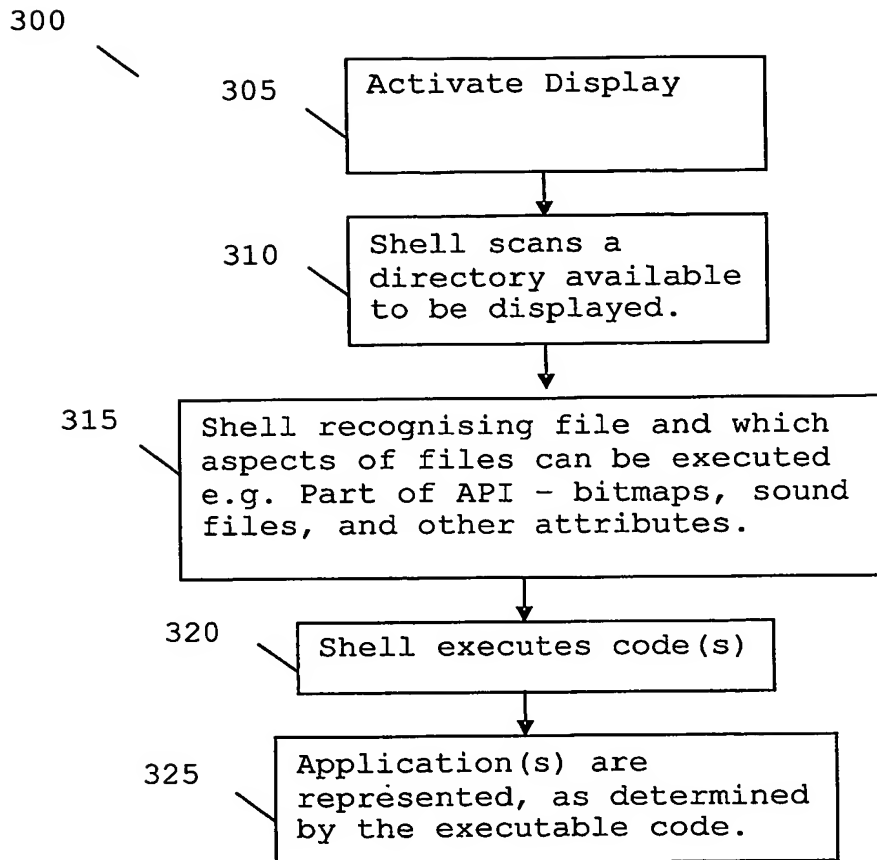 300
305
Activate Display
310
Shell scans a
directory available
to be displayed.
315
Shell recognising file and which
aspects of files can be executed
e.g. Part of API – bitmaps, sound
files, and other attributes.
320
Shell executes code(s)
325
Application(s) are
represented, as determined
by the executable code.